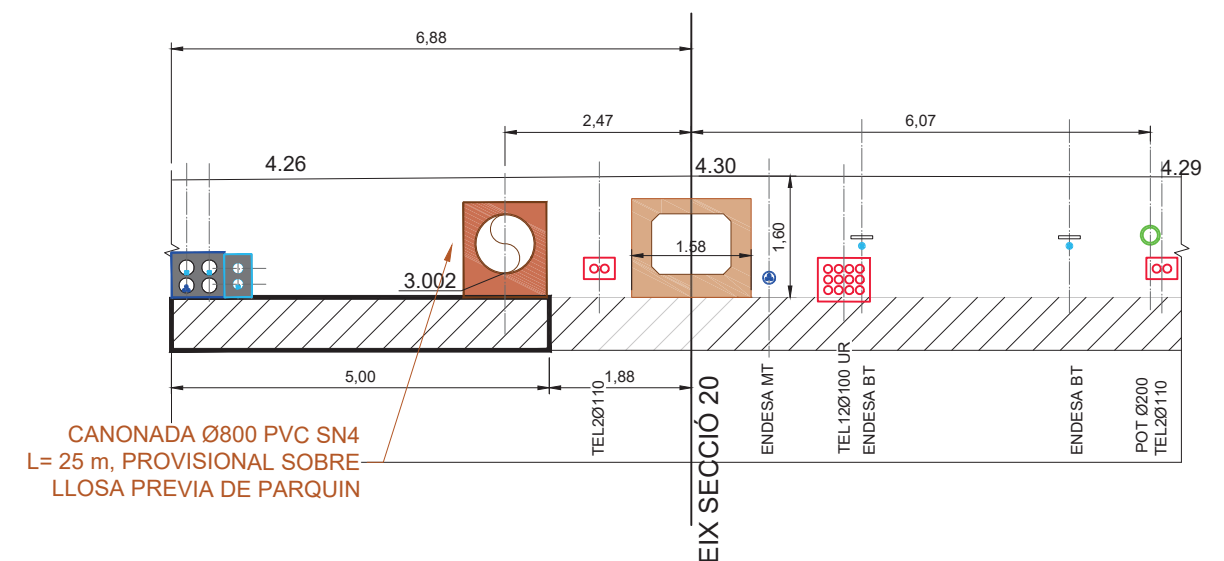 6,88
2,47
6,07
4.26
4.30
4.29
1.58
1,60
3.002
5,00
1,88
TEL2Ø110
EIX SECCIÓ 20
ENDESA MT
TEL12Ø100 UR
ENDESA BT
ENDESA BT
POT Ø200
TEL2Ø110
CANONADA Ø800 PVC SN4
L= 25 m, PROVISIONAL SOBRE
LLOSA PREVIA DE PARQUIN